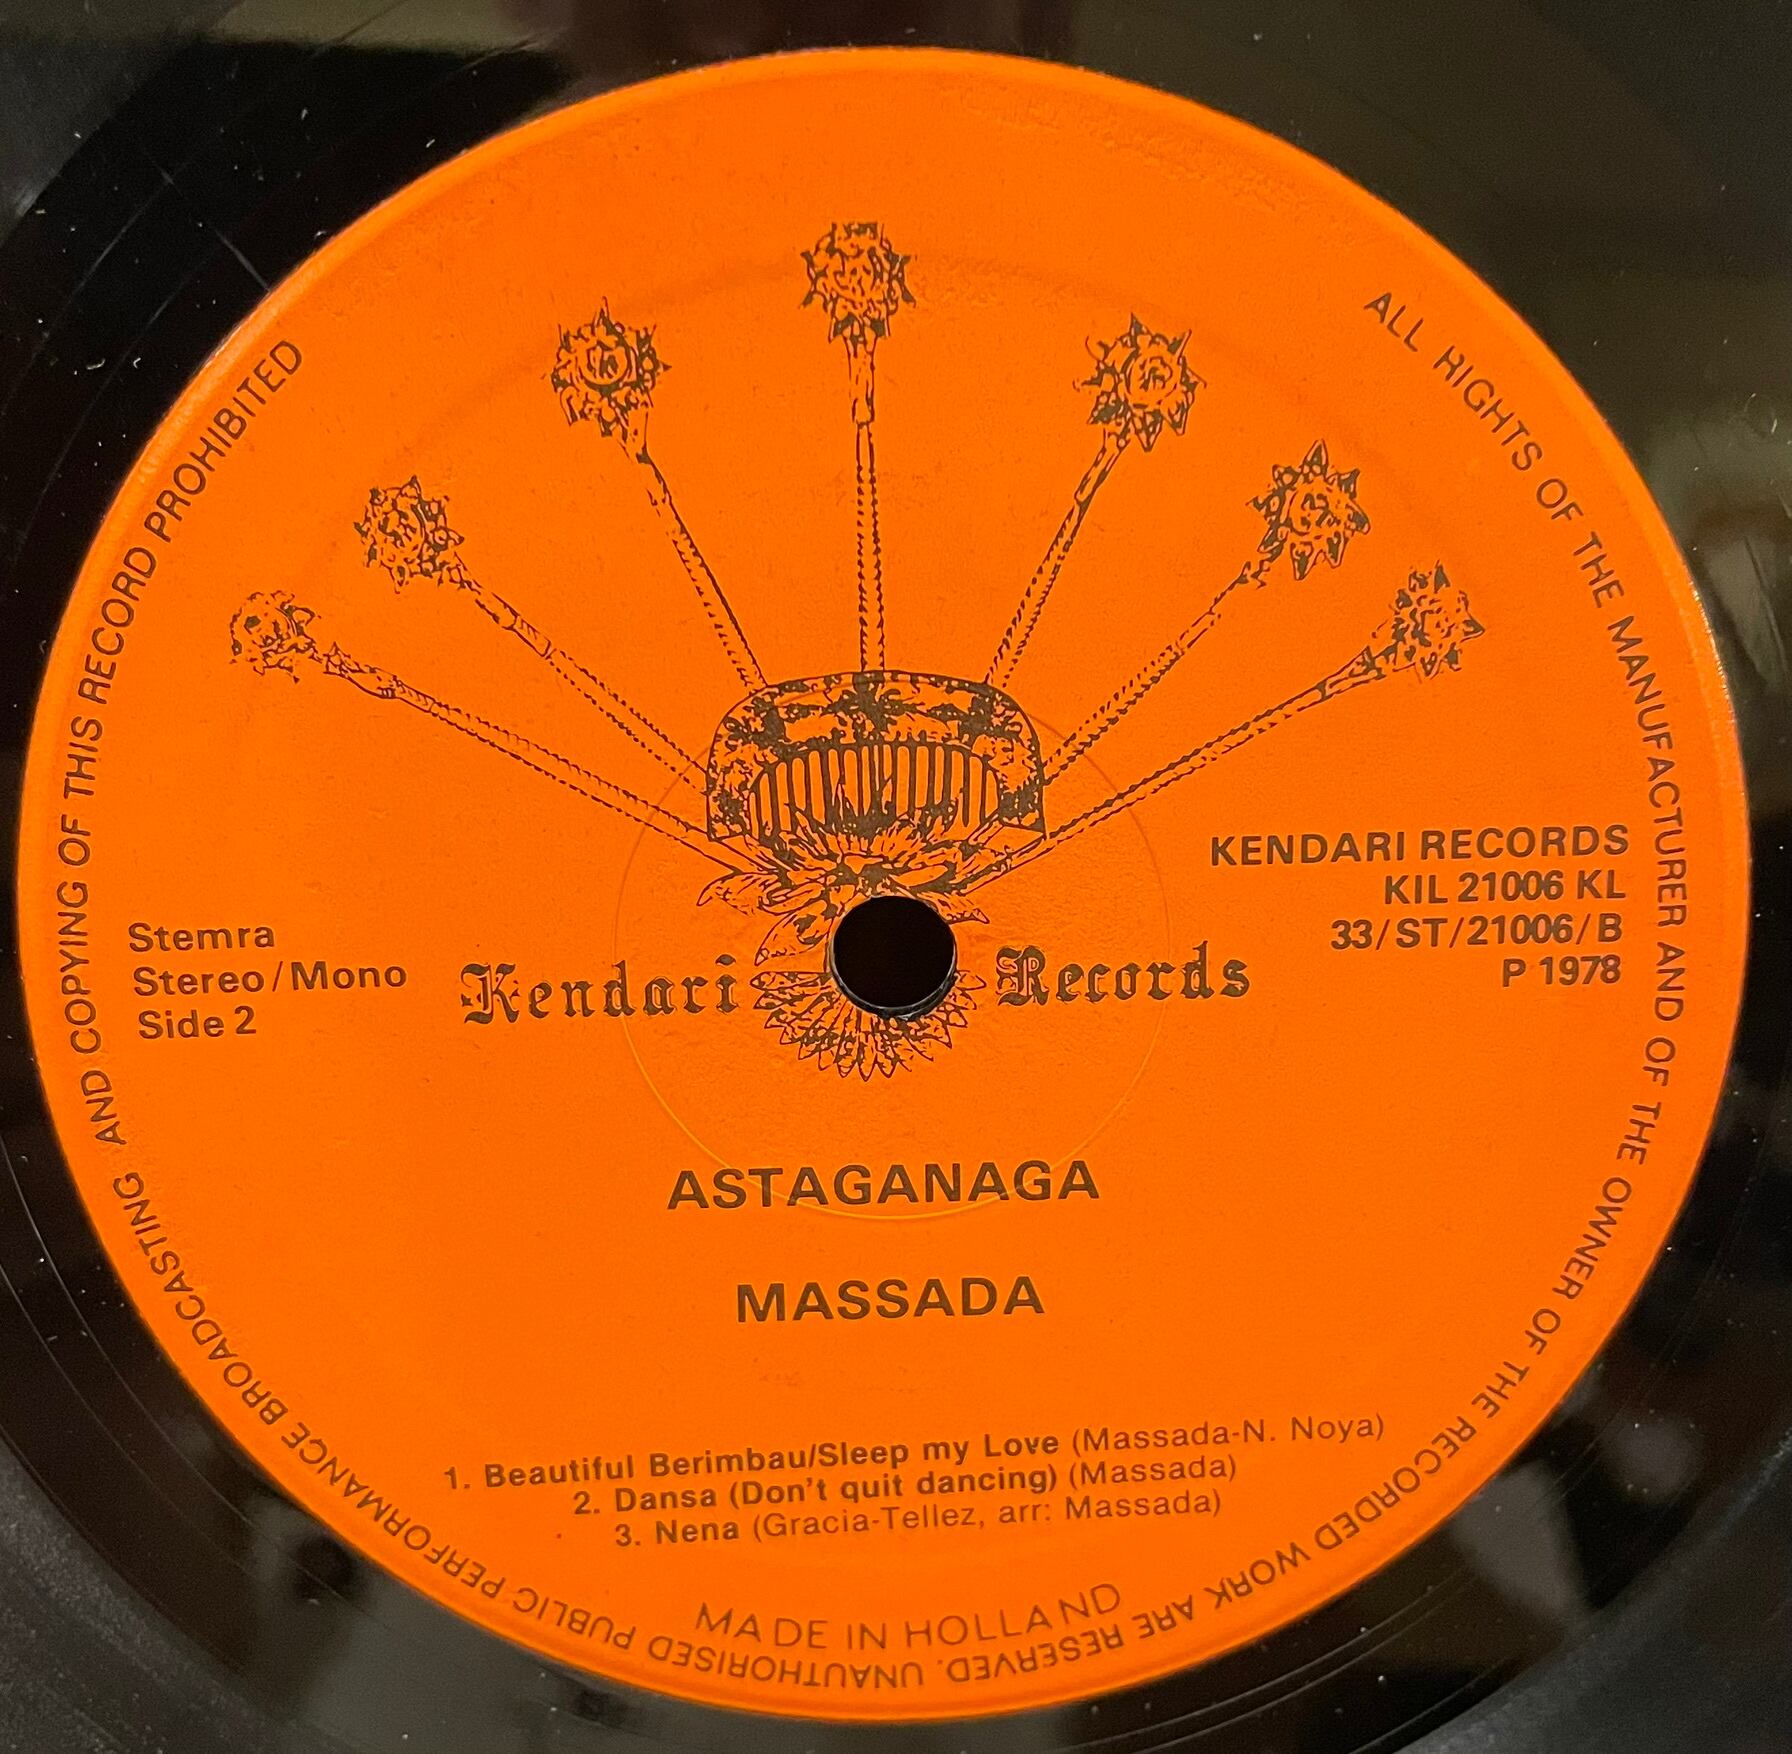 ALL RIGHTS OF THE MANUFACTURER AND OF THE OWNER OF THE RECORDED WORK ARE RESERVED. UNAUTHORISED PUBLIC PERFORMANCE BROADCASTING AND COPYING OF THIS RECORD PROHIBITED
KENDARI RECORDS
KIL 21006 KL
33/ST/21006/B
P 1978
Stemra
Stereo/Mono
Side 2
Kendari Records
ASTAGANAGA
MASSADA
1. Beautiful Berimbau/Sleep my Love (Massada-N. Noya)
2. Dansa (Don't quit dancing) (Massada)
3. Nena (Gracia-Tellez, arr: Massada)
MADE IN HOLLAND